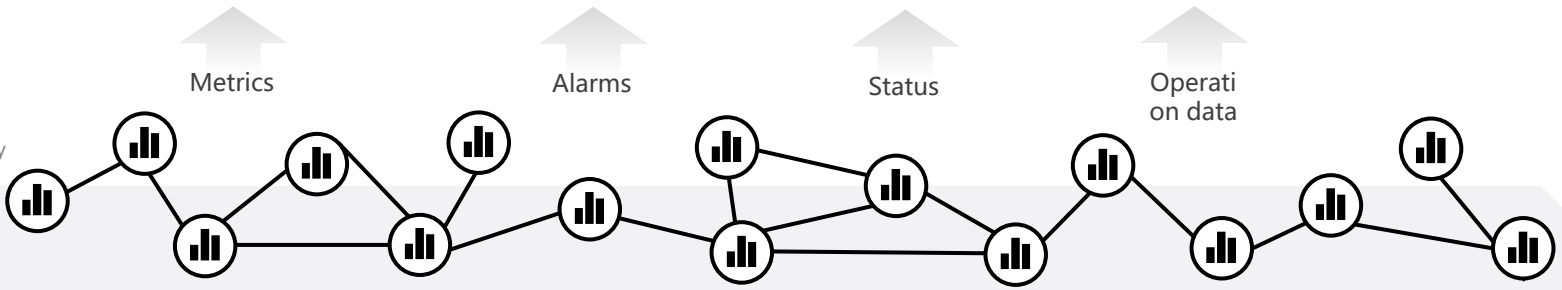 Metrics
Alarms
Status
Operati
on data